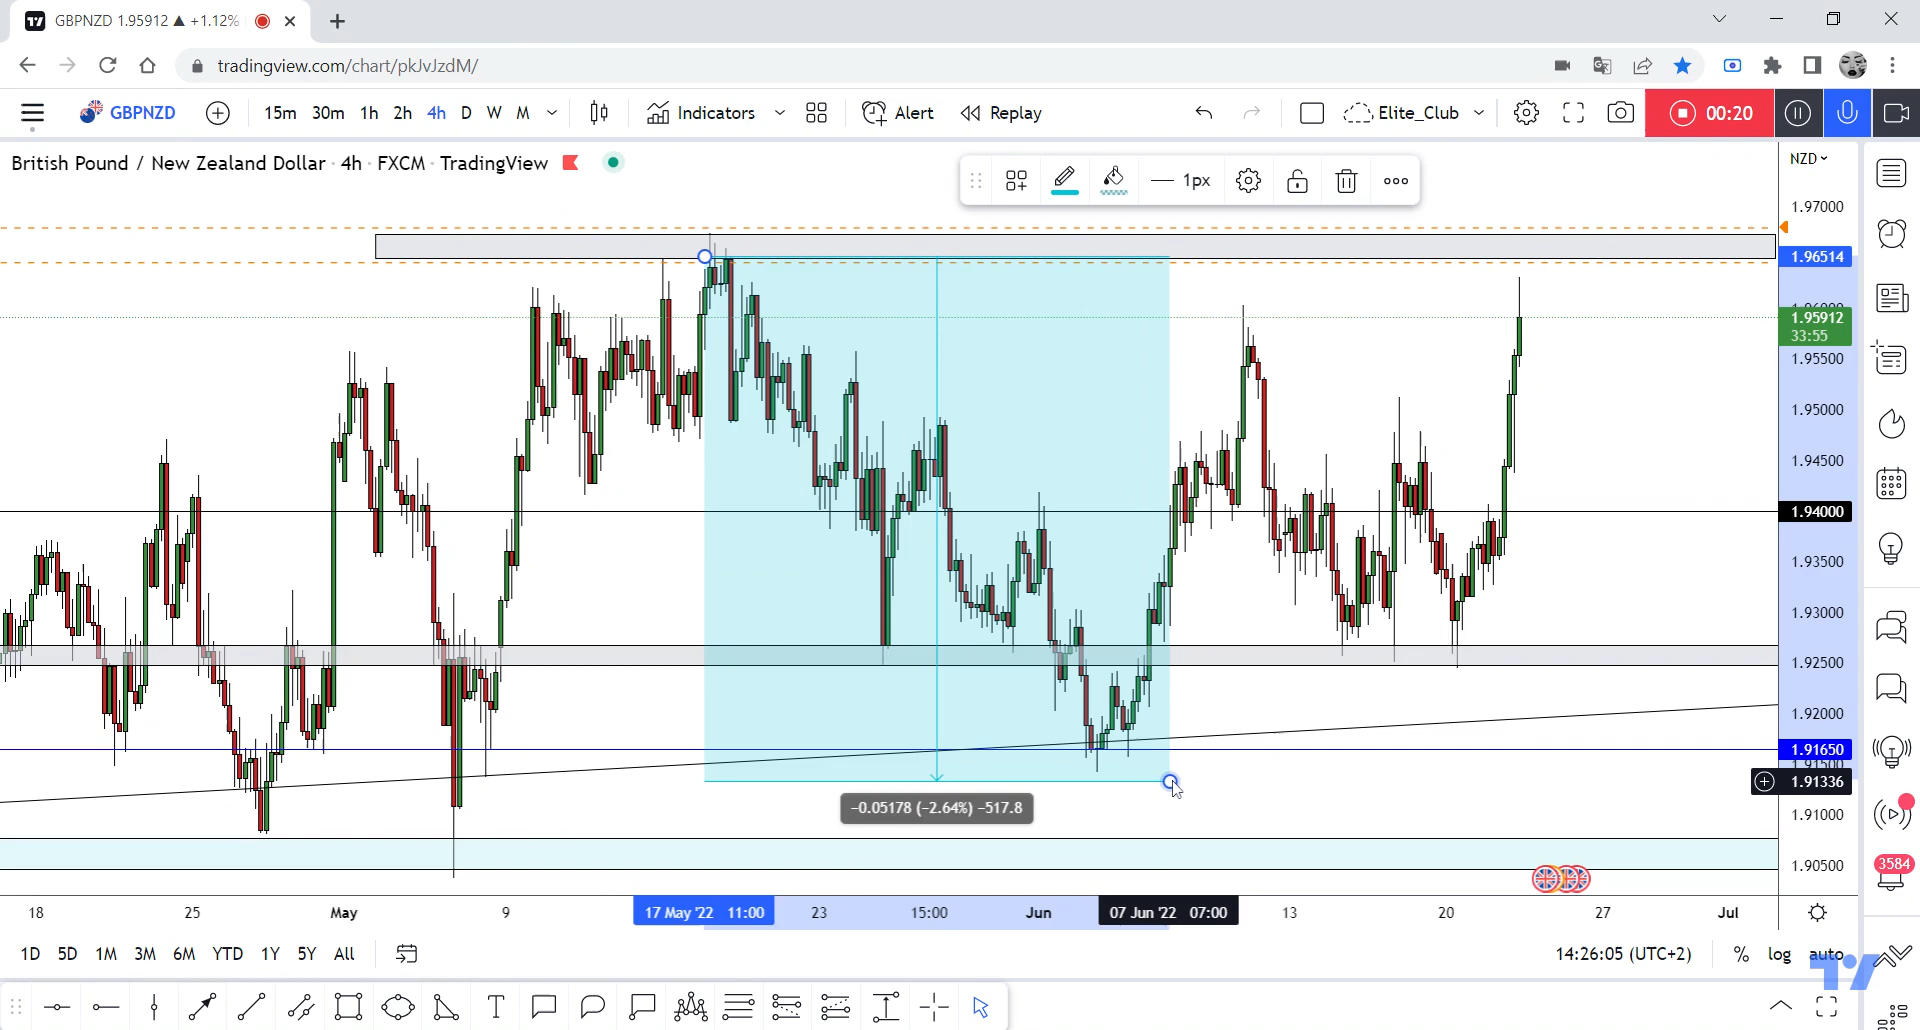 GBPNZD 1.95912 ▲ +1.12%
tradingview.com/chart/pkJvJzdM/
GBPNZD 15m 30m 1h 2h 4h D W M Indicators Alert Replay Elite_Club 00:20
British Pound / New Zealand Dollar · 4h · FXCM · TradingView
1px
NZD
1.97000
1.96514
1.95912
33:55
1.95500
1.95000
1.94500
1.94000
1.93500
1.93000
1.92500
1.92000
1.91650
1.91336
1.91000
1.90500
−0.05178 (−2.64%) −517.8
3584
18 25 May 9 17 May '22 11:00 23 15:00 Jun 07 Jun '22 07:00 13 20 27 Jul
1D 5D 1M 3M 6M YTD 1Y 5Y All 14:26:05 (UTC+2) % log auto